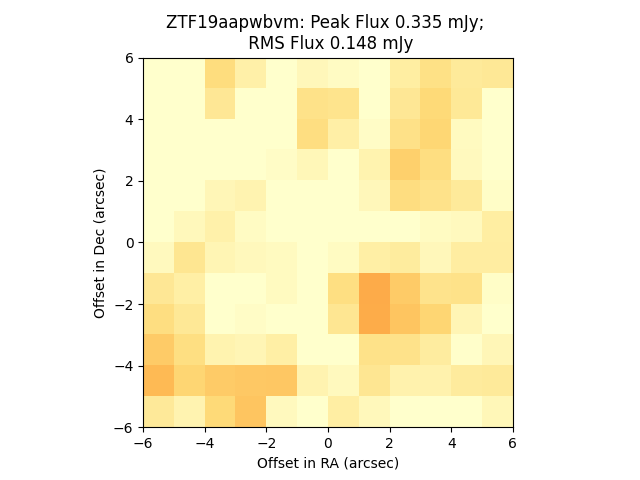 ZTF19aapwbvm: Peak Flux 0.335 mJy;
RMS Flux 0.148 mJy
6
4
2
0
−2
−4
−6
Offset in Dec (arcsec)
−6 −4 −2 0 2 4 6
Offset in RA (arcsec)